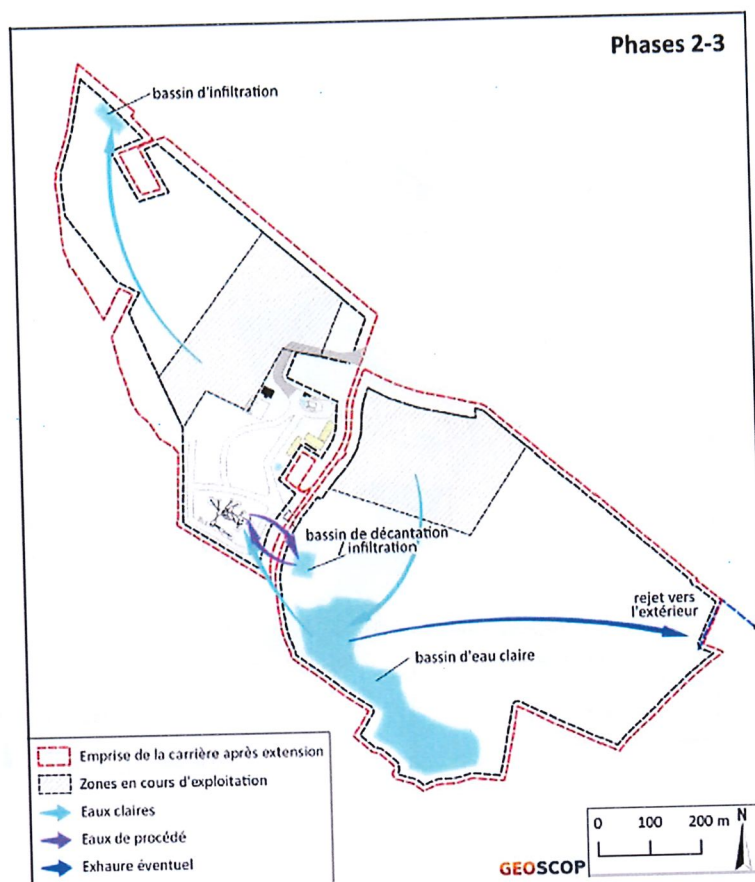 Phases 2-3
bassin d'infiltration
bassin de décantation
/ infiltration
rejet vers
l'extérieur
bassin d'eau claire
Emprise de la carrière après extension
Zones en cours d'exploitation
Eaux claires
Eaux de procédé
Exhaure éventuel
0 100 200 m N
GEOSCOP